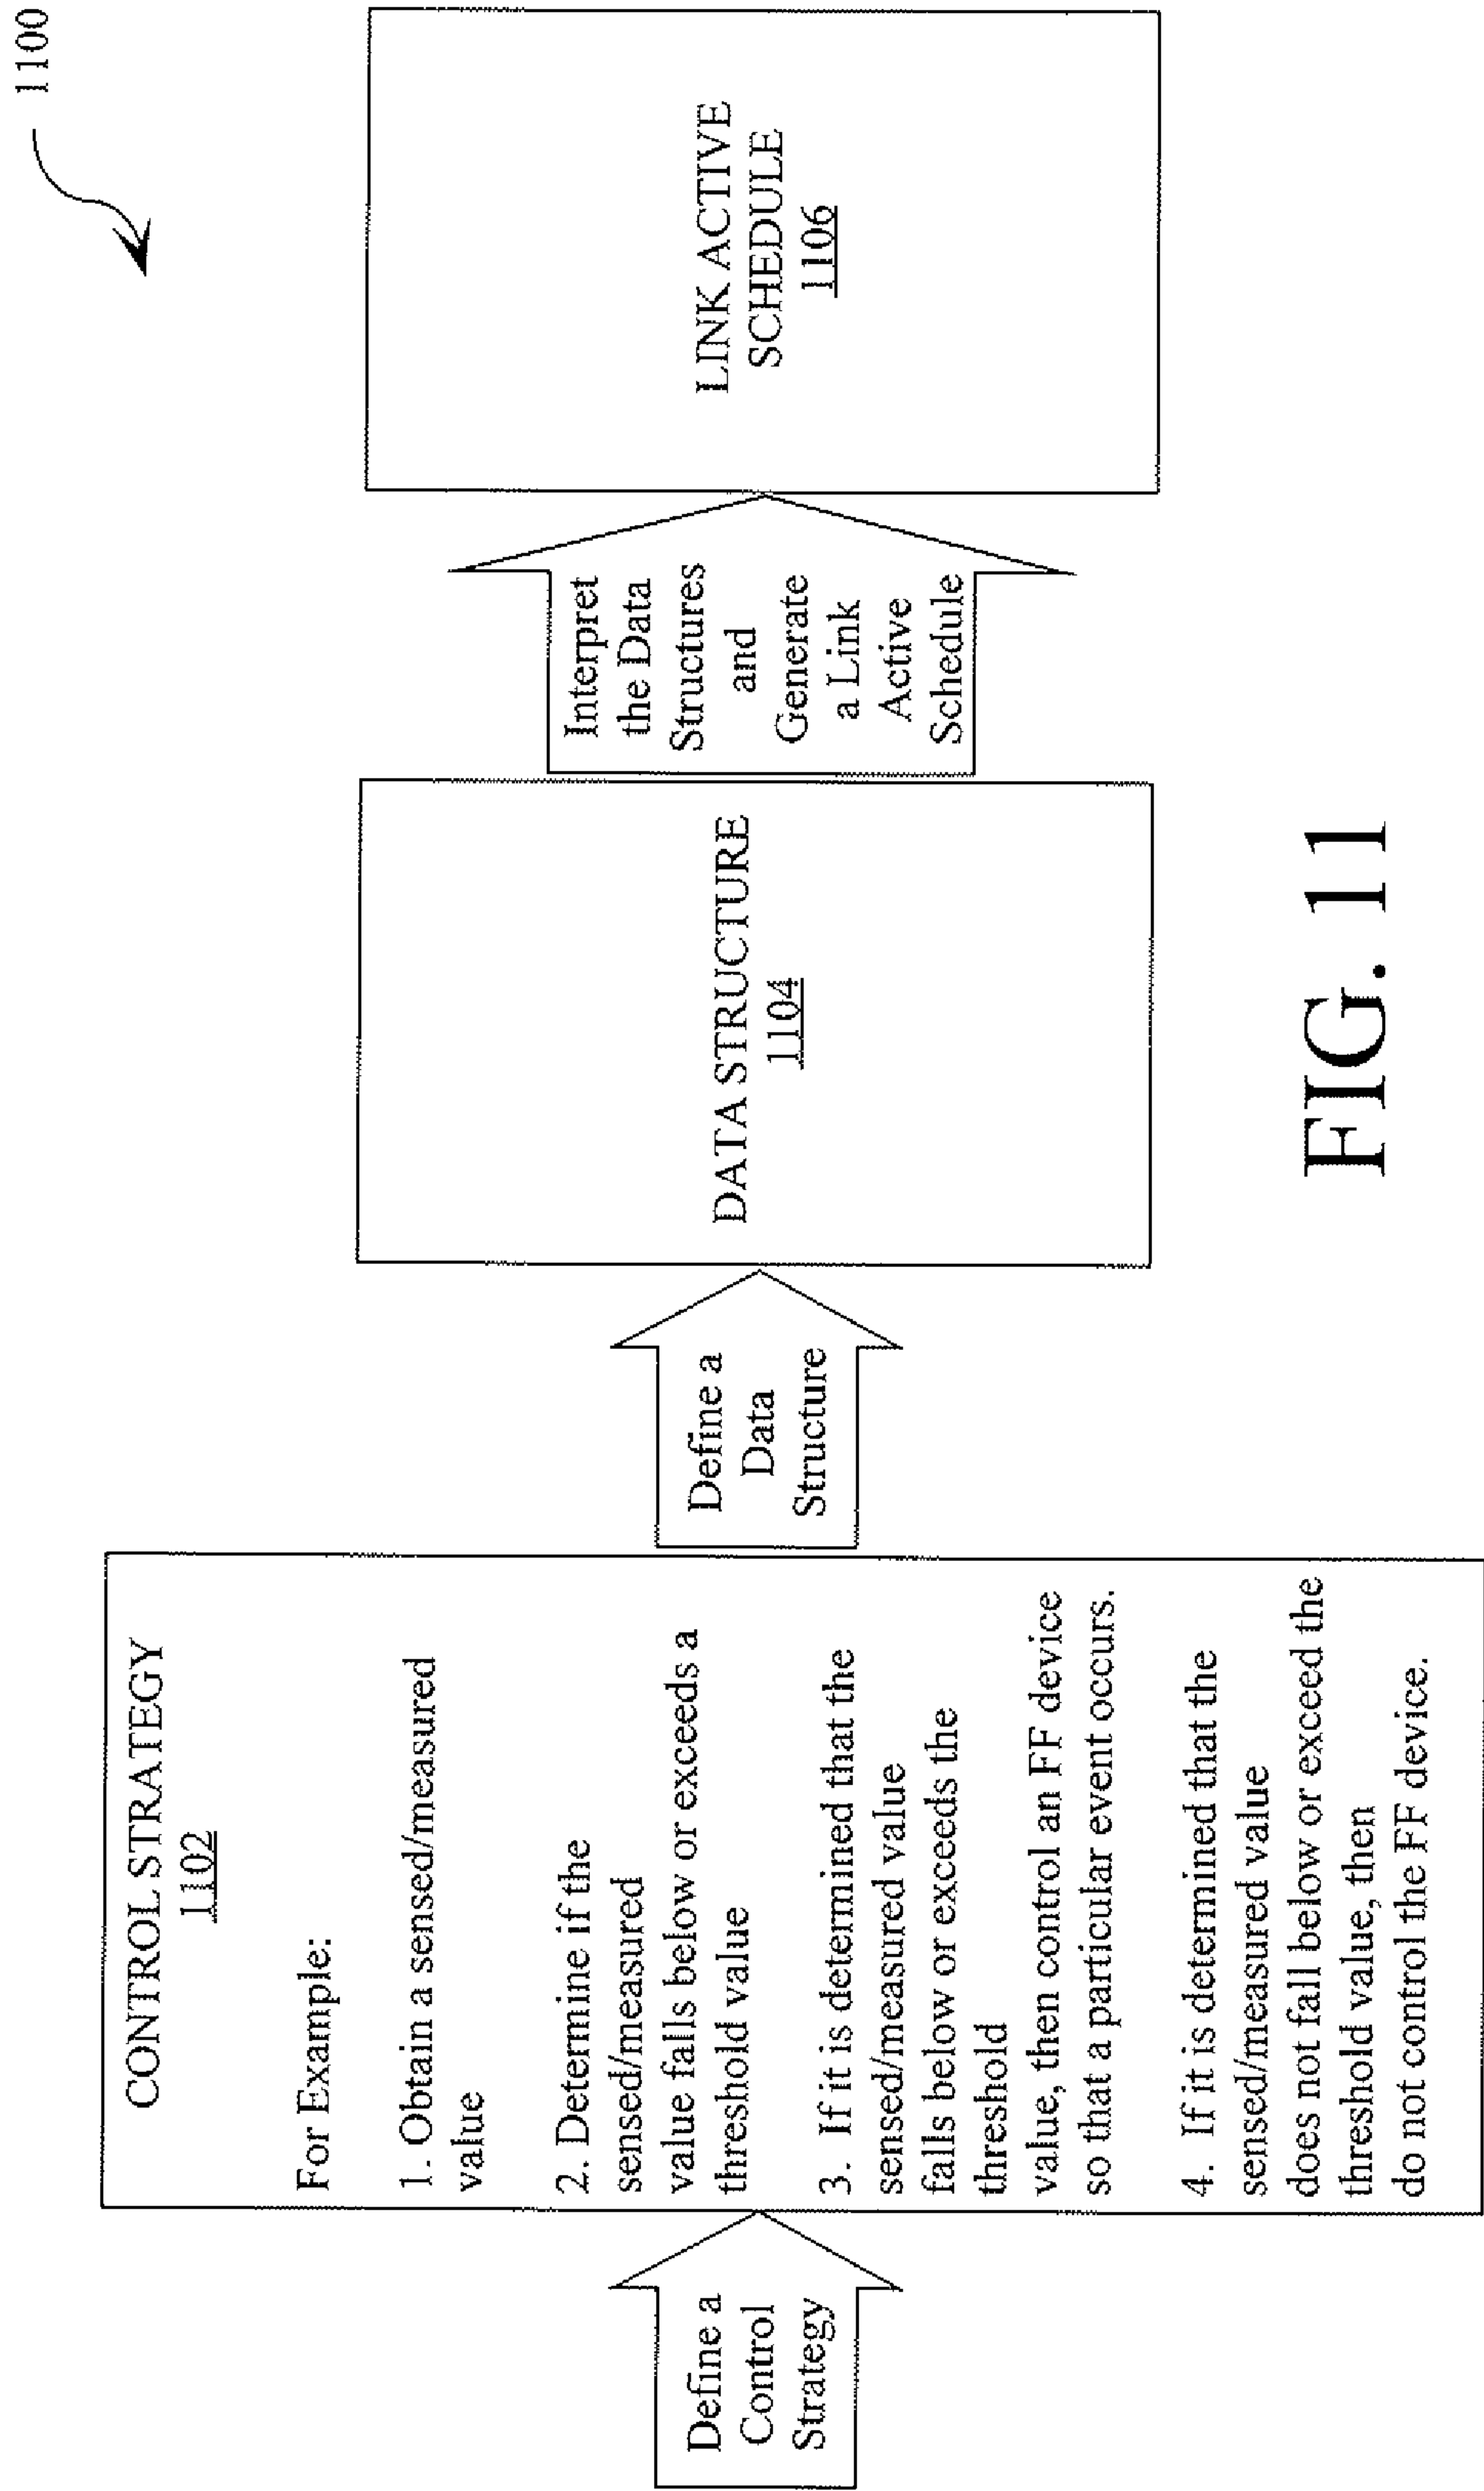 1100
Define a
Control
Strategy
CONTROL STRATEGY
1102
For Example:
1. Obtain a sensed/measured
value
2. Determine if the
sensed/measured
value falls below or exceeds a
threshold value
3. If it is determined that the
sensed/measured value
falls below or exceeds the
threshold
value, then control an FF device
so that a particular event occurs.
4. If it is determined that the
sensed/measured value
does not fall below or exceed the
threshold value, then
do not control the FF device.
Define a
Data
Structure
DATA STRUCTURE
1104
Interpret
the Data
Structures
and
Generate
a Link
Active
Schedule
LINK ACTIVE
SCHEDULE
1106
FIG. 11